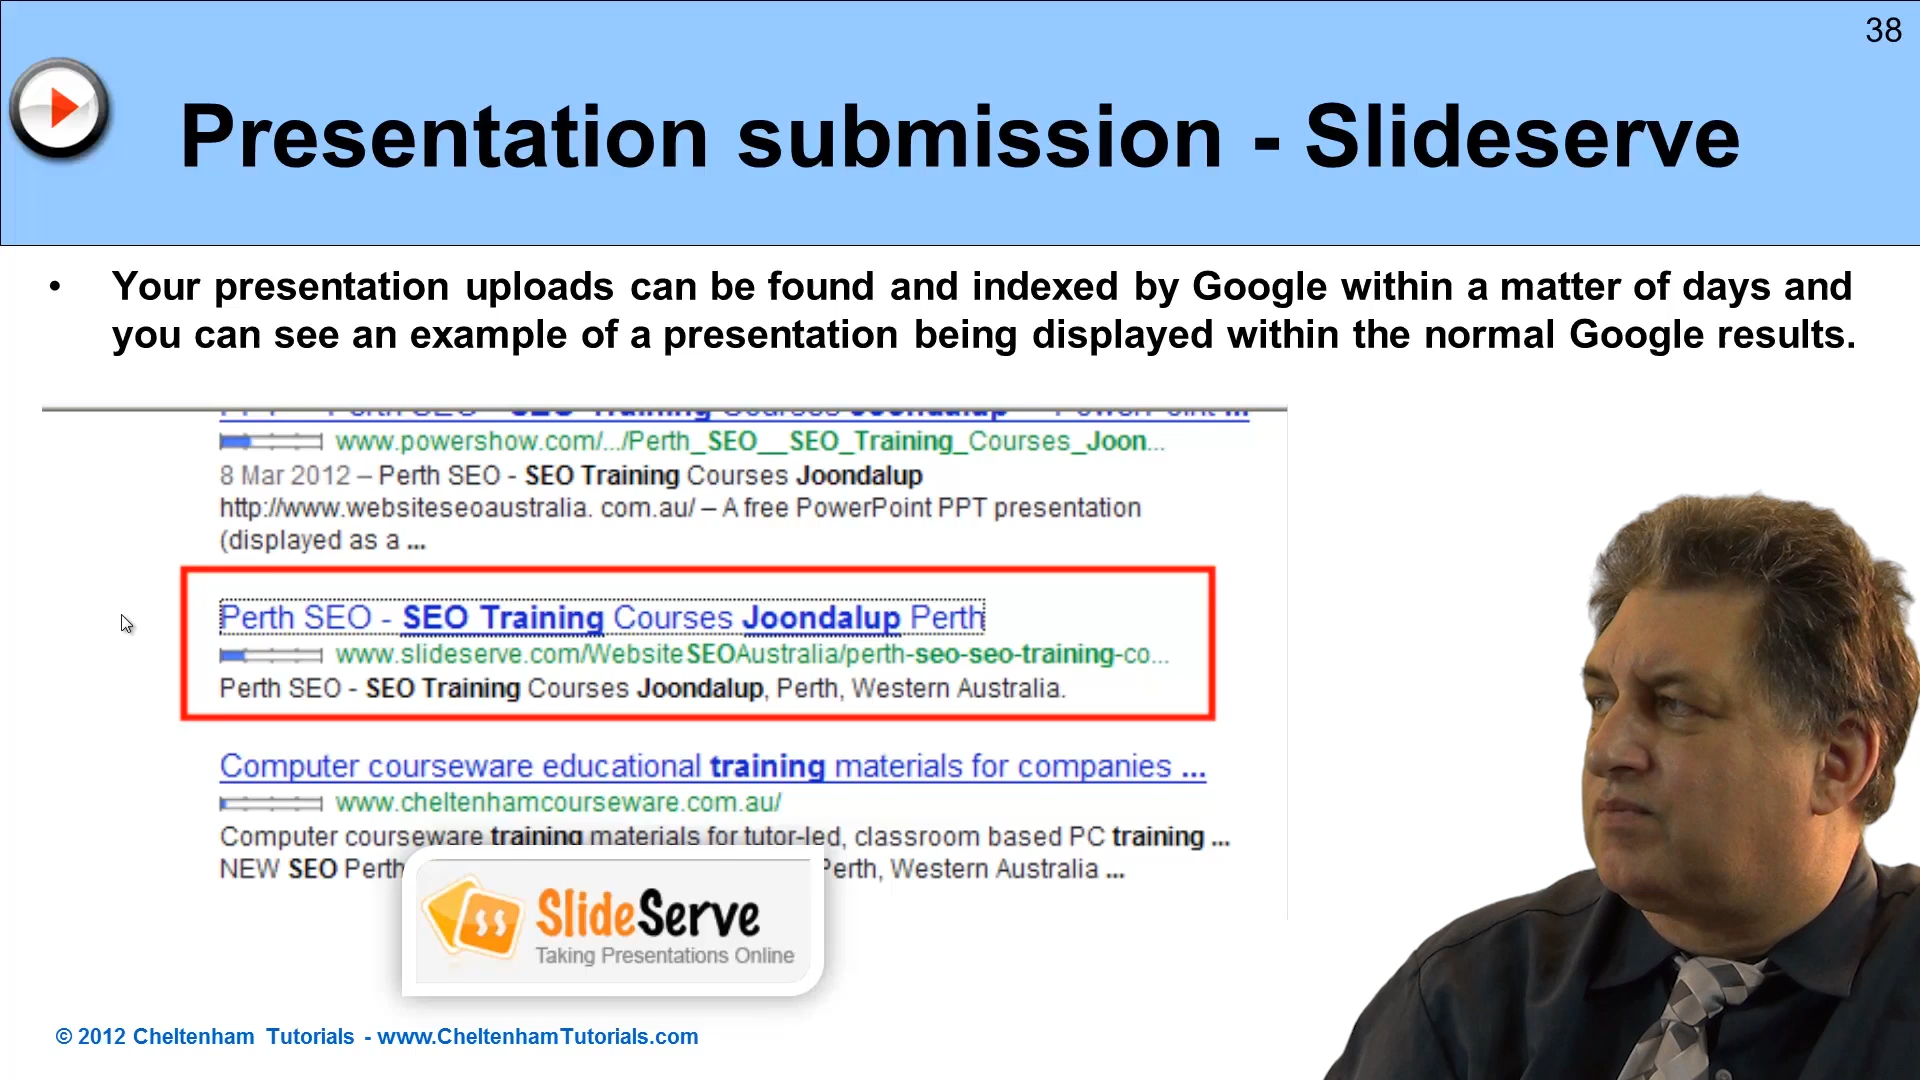 38
Presentation submission - Slideserve
• Your presentation uploads can be found and indexed by Google within a matter of days and
you can see an example of a presentation being displayed within the normal Google results.
PPT – Perth SEO - SEO Training Courses Joondalup – PowerPoint ...
www.powershow.com/.../Perth_SEO__SEO_Training_Courses_Joon...
8 Mar 2012 – Perth SEO - SEO Training Courses Joondalup
http://www.websiteseoaustralia. com.au/ – A free PowerPoint PPT presentation
(displayed as a ...
Perth SEO - SEO Training Courses Joondalup Perth
www.slideserve.com/WebsiteSEOAustralia/perth-seo-seo-training-co...
Perth SEO - SEO Training Courses Joondalup, Perth, Western Australia.
Computer courseware educational training materials for companies ...
www.cheltenhamcourseware.com.au/
Computer courseware training materials for tutor-led, classroom based PC training ...
NEW SEO Perth Perth, Western Australia ...
SlideServe
Taking Presentations Online
© 2012 Cheltenham Tutorials - www.CheltenhamTutorials.com